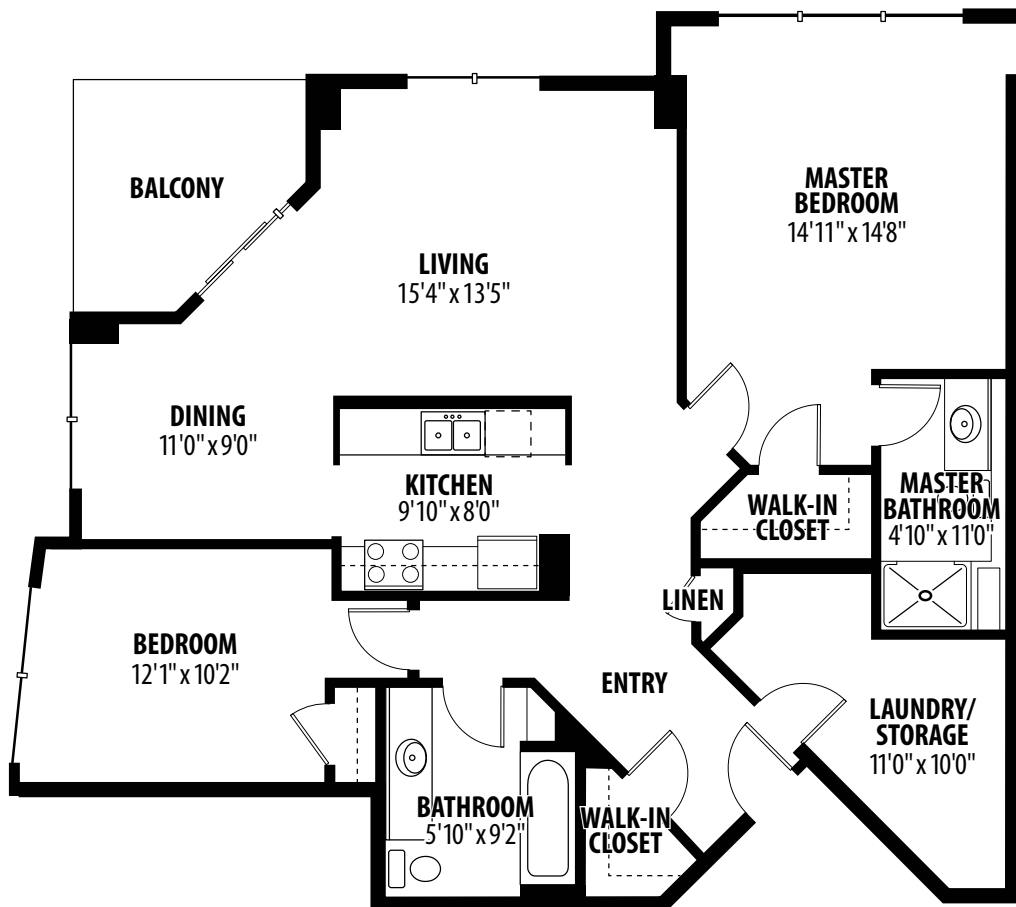 BALCONY
MASTER
BEDROOM
14'11" x 14'8"
LIVING
15'4" x 13'5"
DINING
11'0" x 9'0"
KITCHEN
9'10" x 8'0"
WALK-IN
CLOSET
MASTER
BATHROOM
4'10" x 11'0"
LINEN
BEDROOM
12'1" x 10'2"
ENTRY
LAUNDRY/
STORAGE
11'0" x 10'0"
BATHROOM
5'10" x 9'2"
WALK-IN
CLOSET